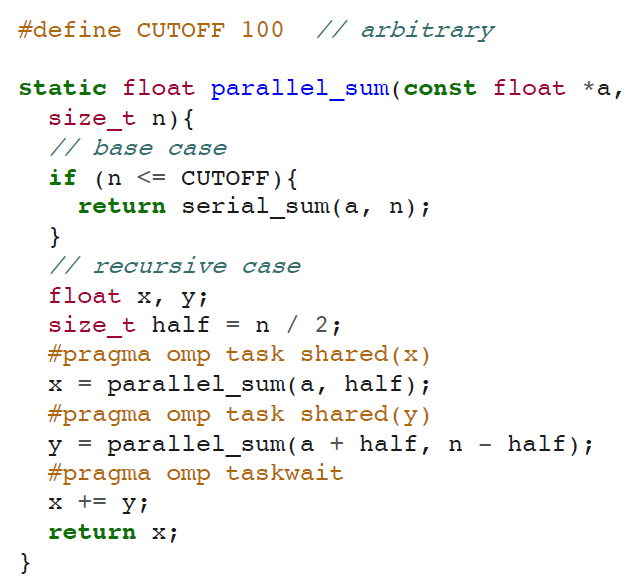 #define CUTOFF 100  // arbitrary

static float parallel_sum(const float *a,
  size_t n){
  // base case
  if (n <= CUTOFF){
    return serial_sum(a, n);
  }
  // recursive case
  float x, y;
  size_t half = n / 2;
  #pragma omp task shared(x)
  x = parallel_sum(a, half);
  #pragma omp task shared(y)
  y = parallel_sum(a + half, n - half);
  #pragma omp taskwait
  x += y;
  return x;
}